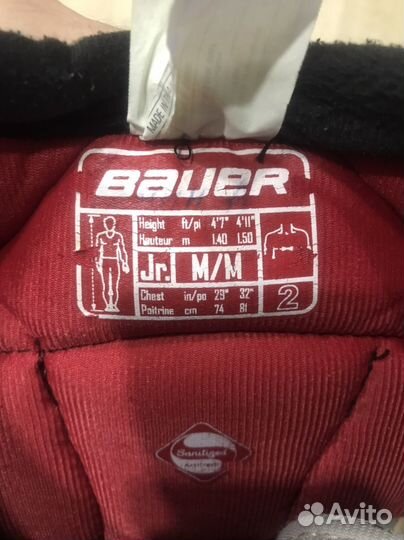 MADE IN
BAUER
Height ft/pi 4'7" 4'11"
Hauteur m 1.40 1.50
Jr. M/M
Chest in/po 29" 32"
Poitrine cm 74 81
2
Sanitized
Avito